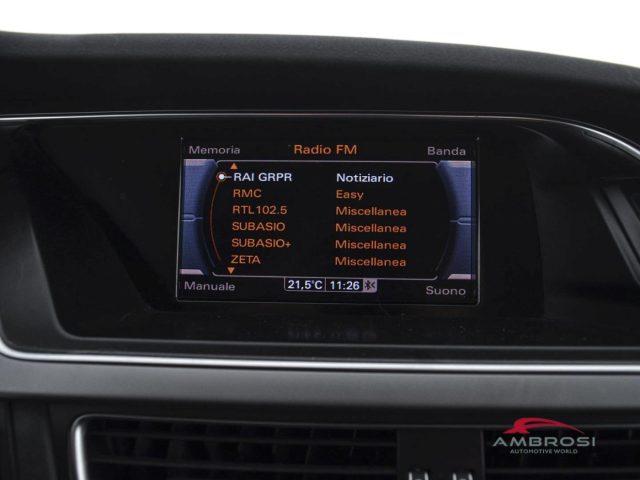 Memoria Radio FM Banda
RAI GRPR Notiziario
RMC Easy
RTL102.5 Miscellanea
SUBASIO Miscellanea
SUBASIO+ Miscellanea
ZETA Miscellanea
Manuale 21,5°C 11:26 Suono
AMBROSI
AUTOMOTIVE WORLD